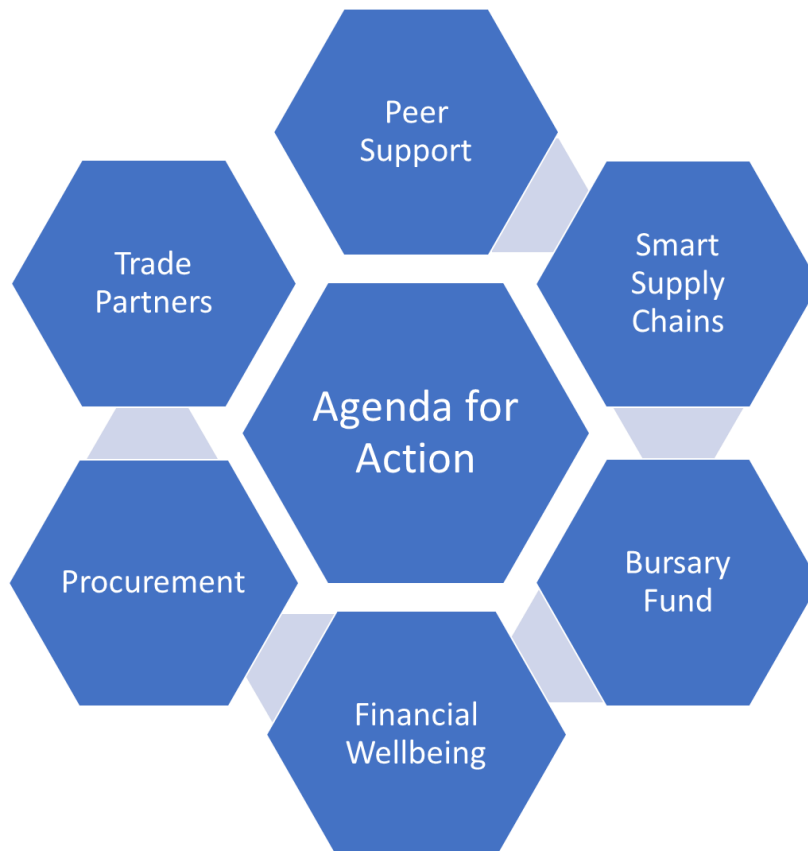 Peer
Support
Smart
Supply
Chains
Bursary
Fund
Financial
Wellbeing
Procurement
Trade
Partners
Agenda for
Action